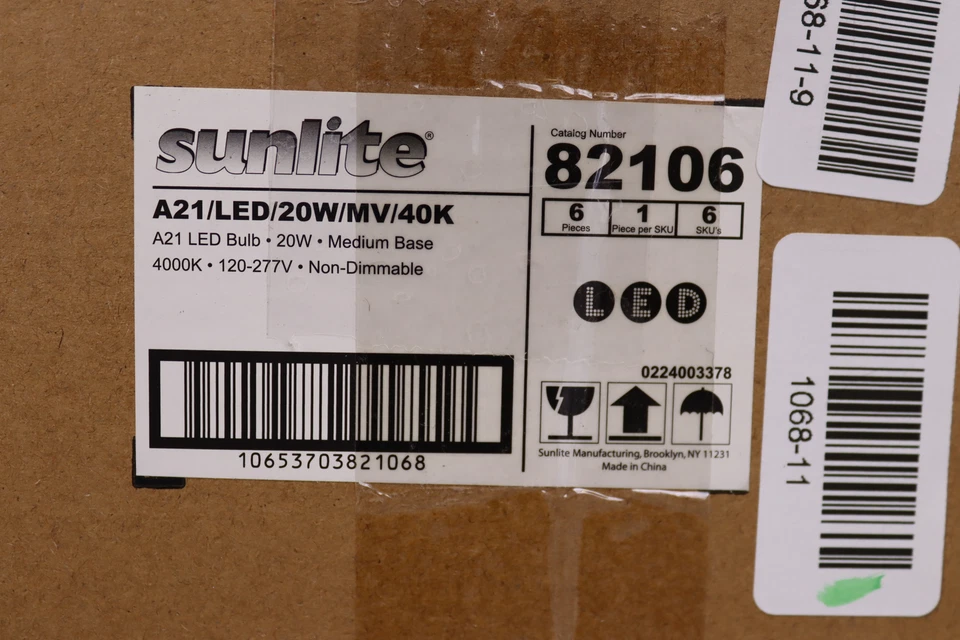 sunlite®
A21/LED/20W/MV/40K
A21 LED Bulb • 20W • Medium Base
4000K • 120-277V • Non-Dimmable
10653703821068
Catalog Number
82106
6 1 6
Pieces Piece per SKU SKU's
LED
0224003378
Sunlite Manufacturing, Brooklyn, NY 11231
Made in China
68-11-9
1068-11